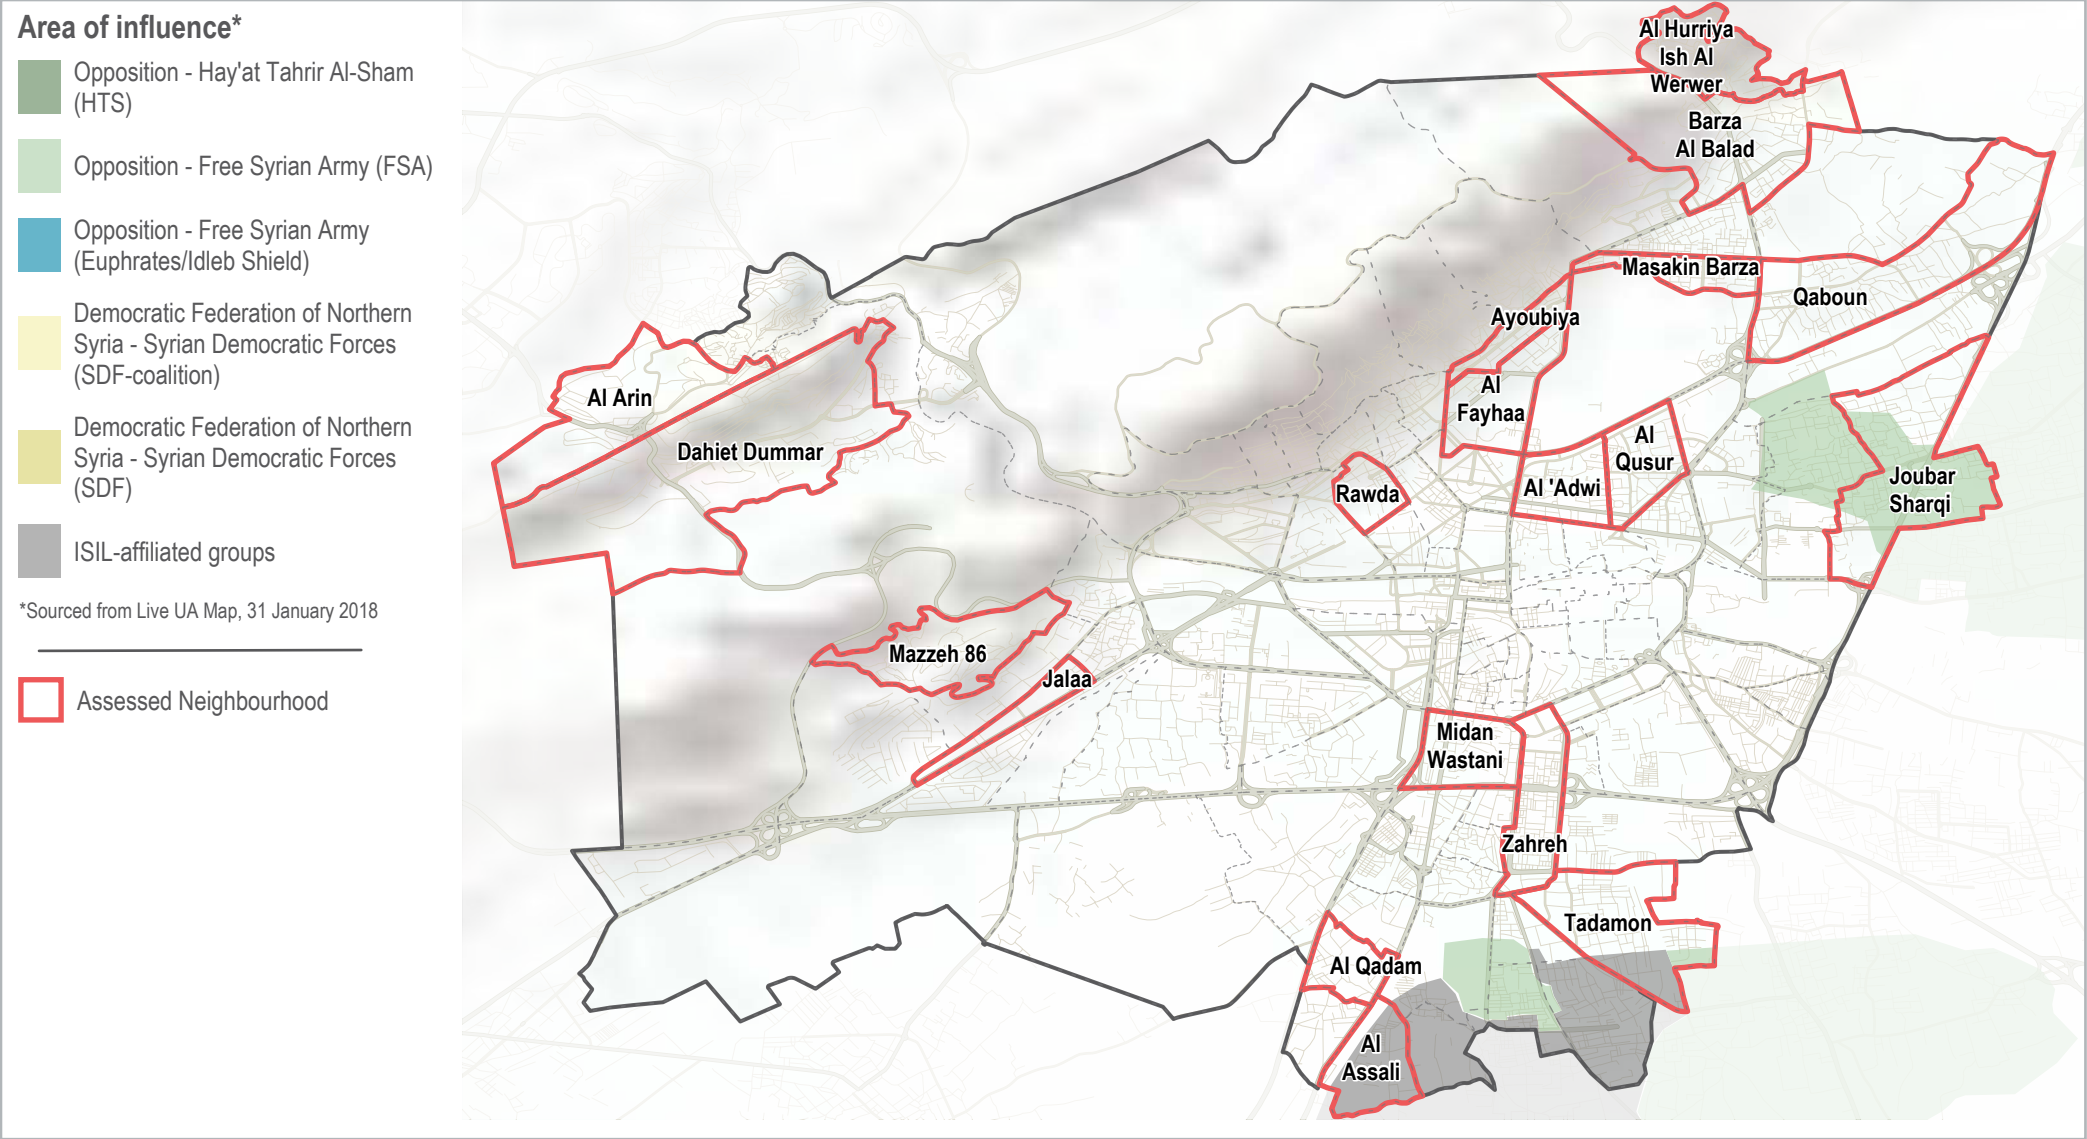 Area of influence*
Opposition - Hay'at Tahrir Al-Sham
(HTS)
Opposition - Free Syrian Army (FSA)
Opposition - Free Syrian Army
(Euphrates/Idleb Shield)
Democratic Federation of Northern
Syria - Syrian Democratic Forces
(SDF-coalition)
Democratic Federation of Northern
Syria - Syrian Democratic Forces
(SDF)
ISIL-affiliated groups
*Sourced from Live UA Map, 31 January 2018
Assessed Neighbourhood
Al Hurriya
Ish Al
Werwer
Barza
Al Balad
Masakin Barza
Qaboun
Ayoubiya
Al
Fayhaa
Al Arin
Dahiet Dummar
Al
Qusur
Al 'Adwi
Rawda
Joubar
Sharqi
Mazzeh 86
Jalaa
Midan
Wastani
Zahreh
Tadamon
Al Qadam
Al
Assali